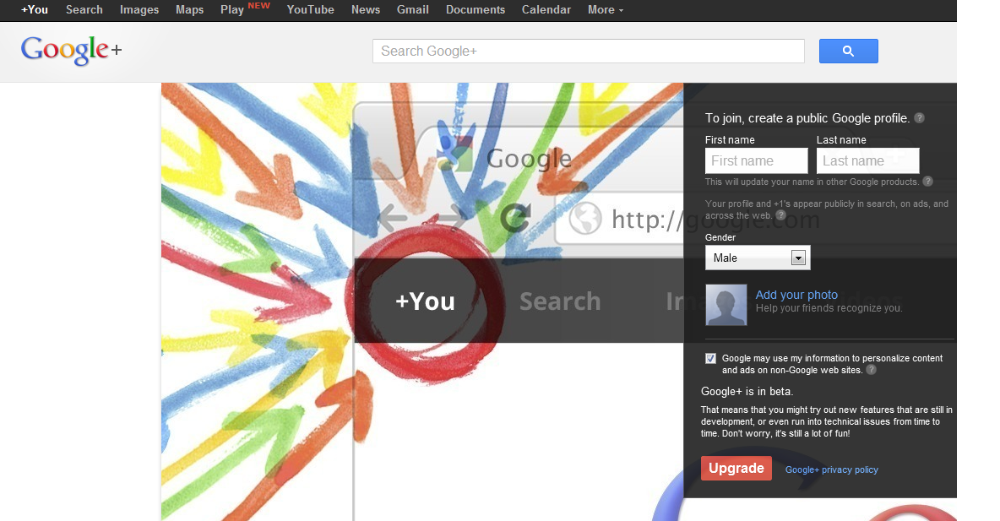 +You Search Images Maps Play NEW YouTube News Gmail Documents Calendar More
Google+
Search Google+
Google
http://google.com
+You Search
To join, create a public Google profile. ?
First name Last name
First name Last name
This will update your name in other Google products. ?
Your profile and +1's appear publicly in search, on ads, and
across the web. ?
Gender
Male
Add your photo
Help your friends recognize you.
Google may use my information to personalize content
and ads on non-Google web sites. ?
Google+ is in beta.
That means that you might try out new features that are still in
development, or even run into technical issues from time to
time. Don't worry, it's still a lot of fun!
Upgrade Google+ privacy policy